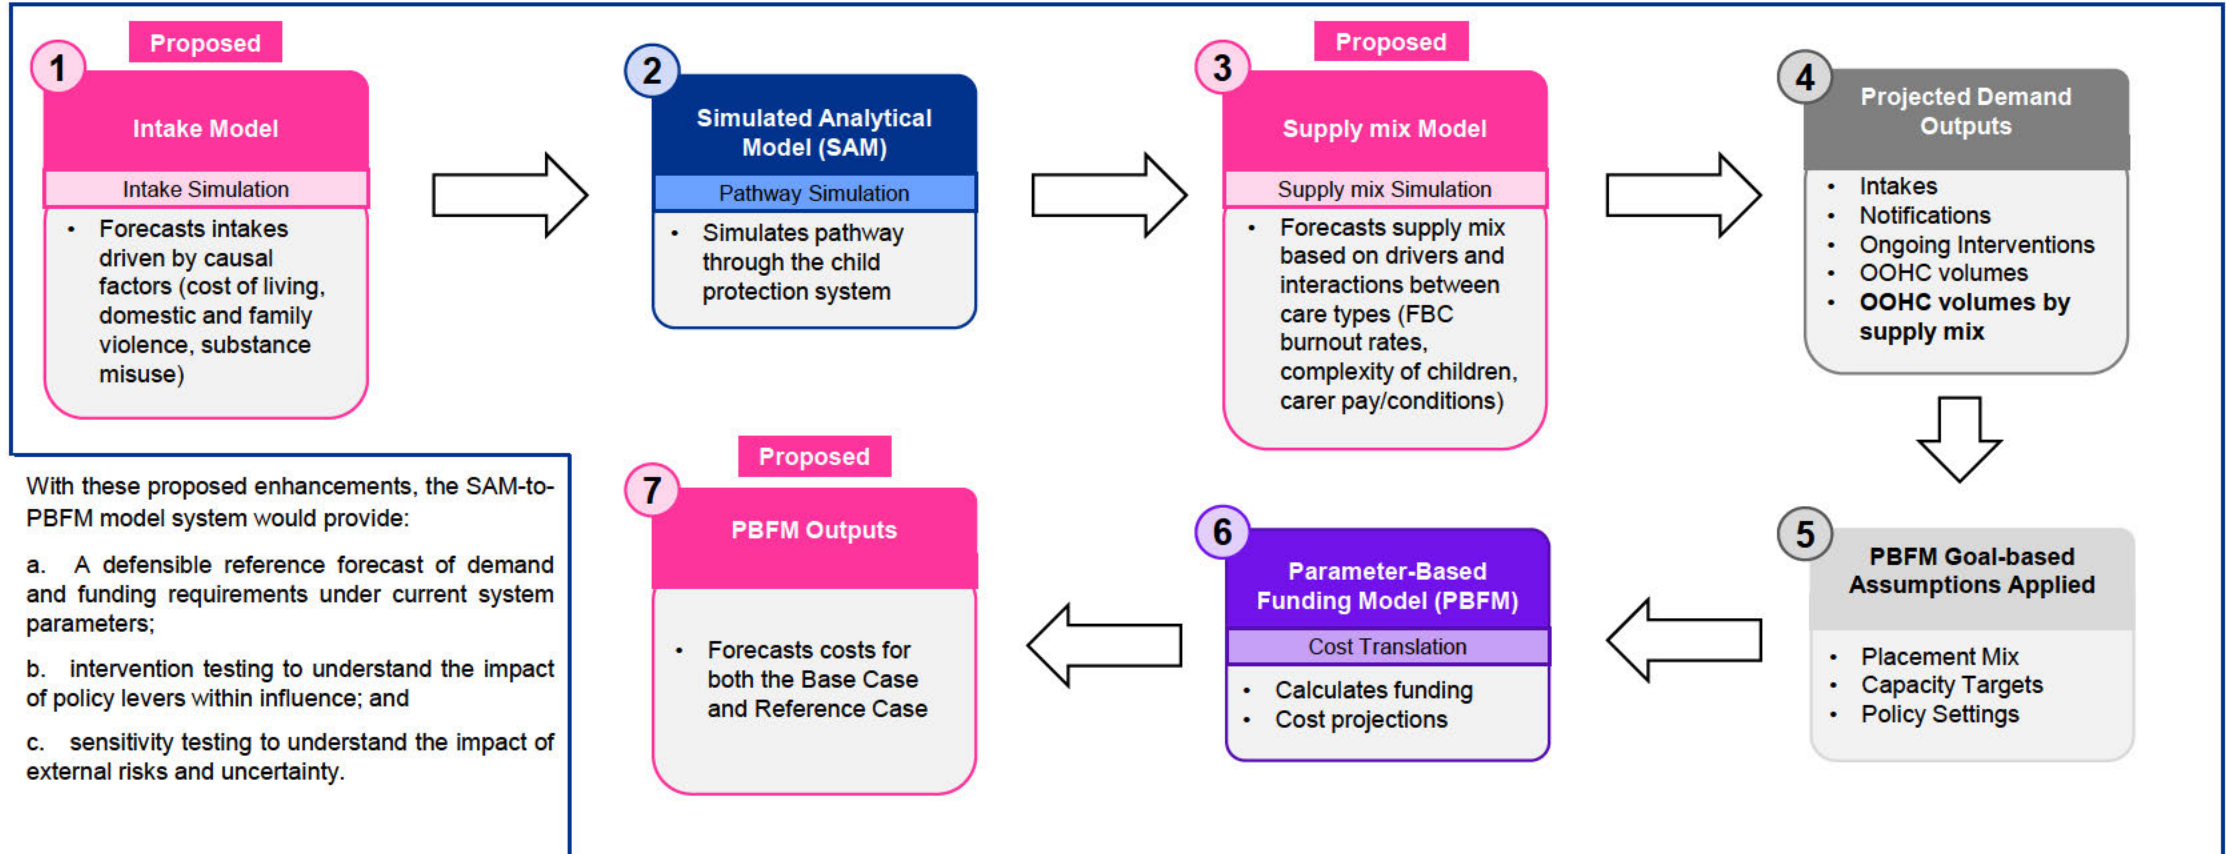 Proposed
1
Intake Model
Intake Simulation
• Forecasts intakes
driven by causal
factors (cost of living,
domestic and family
violence, substance
misuse)
2
Simulated Analytical
Model (SAM)
Pathway Simulation
• Simulates pathway
through the child
protection system
Proposed
3
Supply mix Model
Supply mix Simulation
• Forecasts supply mix
based on drivers and
interactions between
care types (FBC
burnout rates,
complexity of children,
carer pay/conditions)
4
Projected Demand
Outputs
• Intakes
• Notifications
• Ongoing Interventions
• OOHC volumes
• OOHC volumes by
supply mix
5
PBFM Goal-based
Assumptions Applied
• Placement Mix
• Capacity Targets
• Policy Settings
6
Parameter-Based
Funding Model (PBFM)
Cost Translation
• Calculates funding
• Cost projections
Proposed
7
PBFM Outputs
• Forecasts costs for
both the Base Case
and Reference Case
With these proposed enhancements, the SAM-to-
PBFM model system would provide:
a. A defensible reference forecast of demand
and funding requirements under current system
parameters;
b. intervention testing to understand the impact
of policy levers within influence; and
c. sensitivity testing to understand the impact of
external risks and uncertainty.